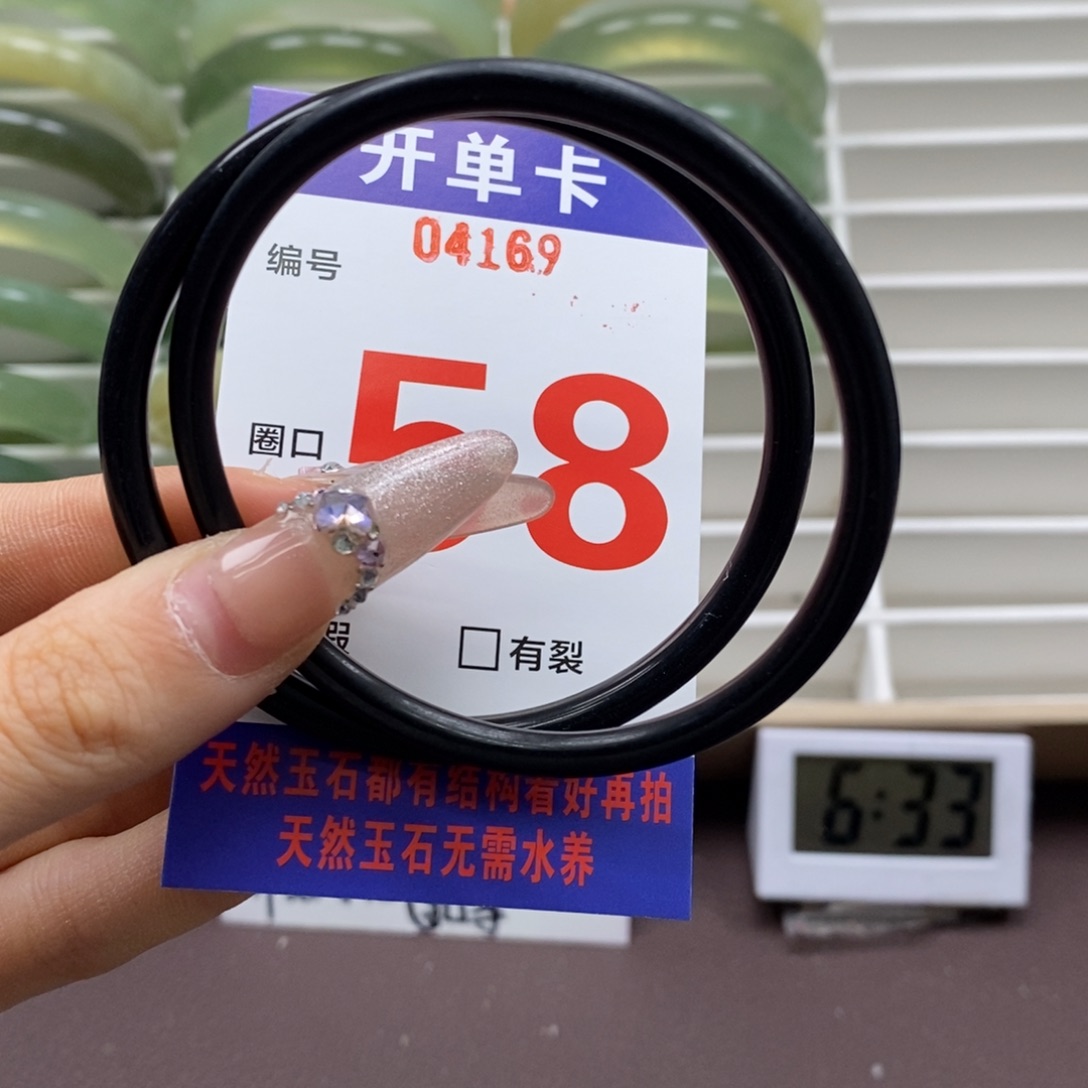 开单卡
编号 04169
圈口 58
□有裂
天然玉石都有结构看好再拍
天然玉石无需水养
6:33